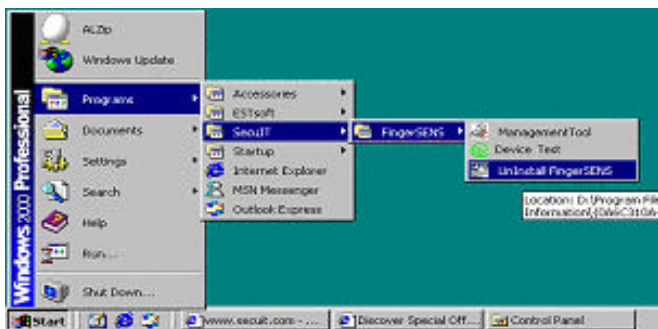 ALZip
Windows Update
Programs
Documents
Settings
Search
Help
Run...
Shut Down...
Windows 2000 Professional
Accessories
ESTsoft
SecuIT
Startup
Internet Explorer
MSN Messenger
Outlook Express
FingerSENS
ManagementTool
Device Test
UnInstall FingerSENS
Location: D:\Program File
Information\
Start
www.secuit.com - ...
Discover Special Off...
Control Panel